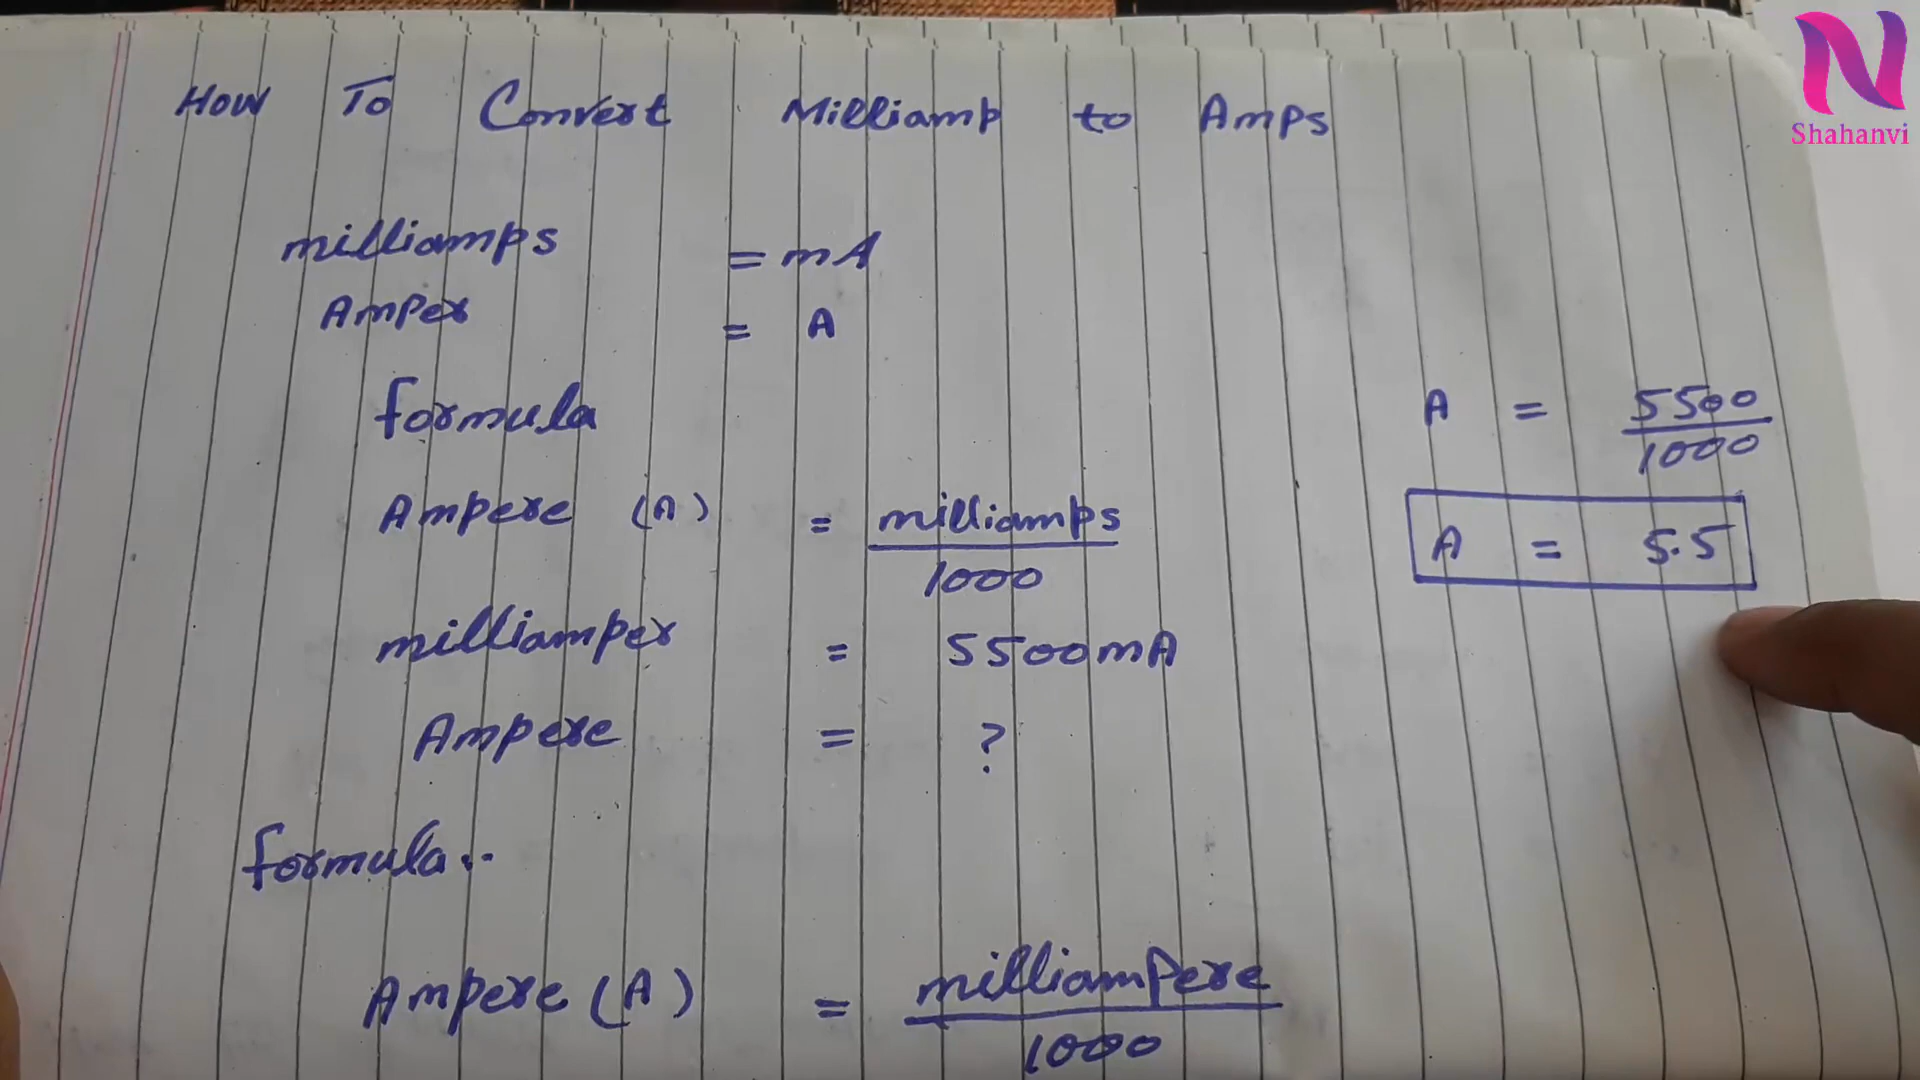 How To Convert Milliamp to Amps
milliamps = mA
Amper = A
formula
Ampere (A) = milliamps
1000
milliamper = 5500mA
Ampere = ?
formula..
Ampere (A) = milliampere
1000
A = 5500
1000
A = 5.5
N
Shahanvi